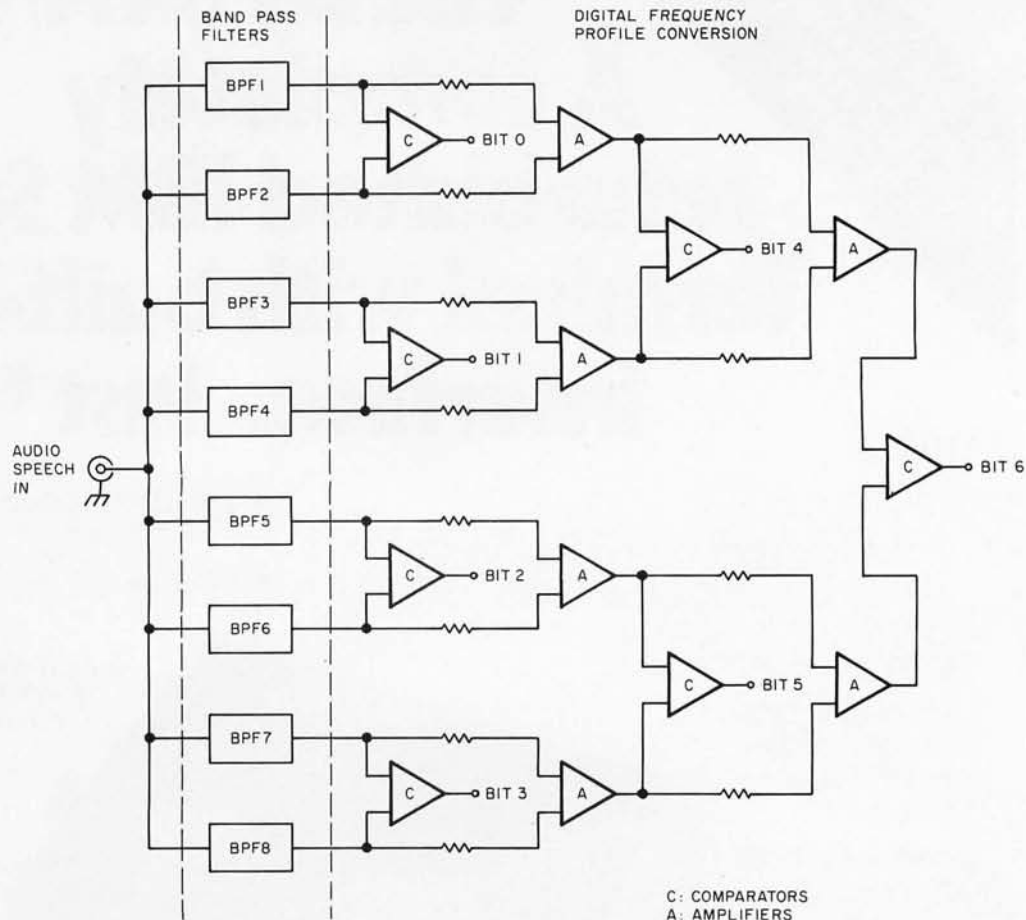 BAND PASS
FILTERS
DIGITAL FREQUENCY
PROFILE CONVERSION
BPF1
C
BIT 0
A
BPF2
C
BIT 4
A
BPF3
C
BIT 1
A
BPF4
AUDIO
SPEECH
IN
C
BIT 6
BPF5
C
BIT 2
A
BPF6
C
BIT 5
A
BPF7
C
BIT 3
A
BPF8
C: COMPARATORS
A: AMPLIFIERS